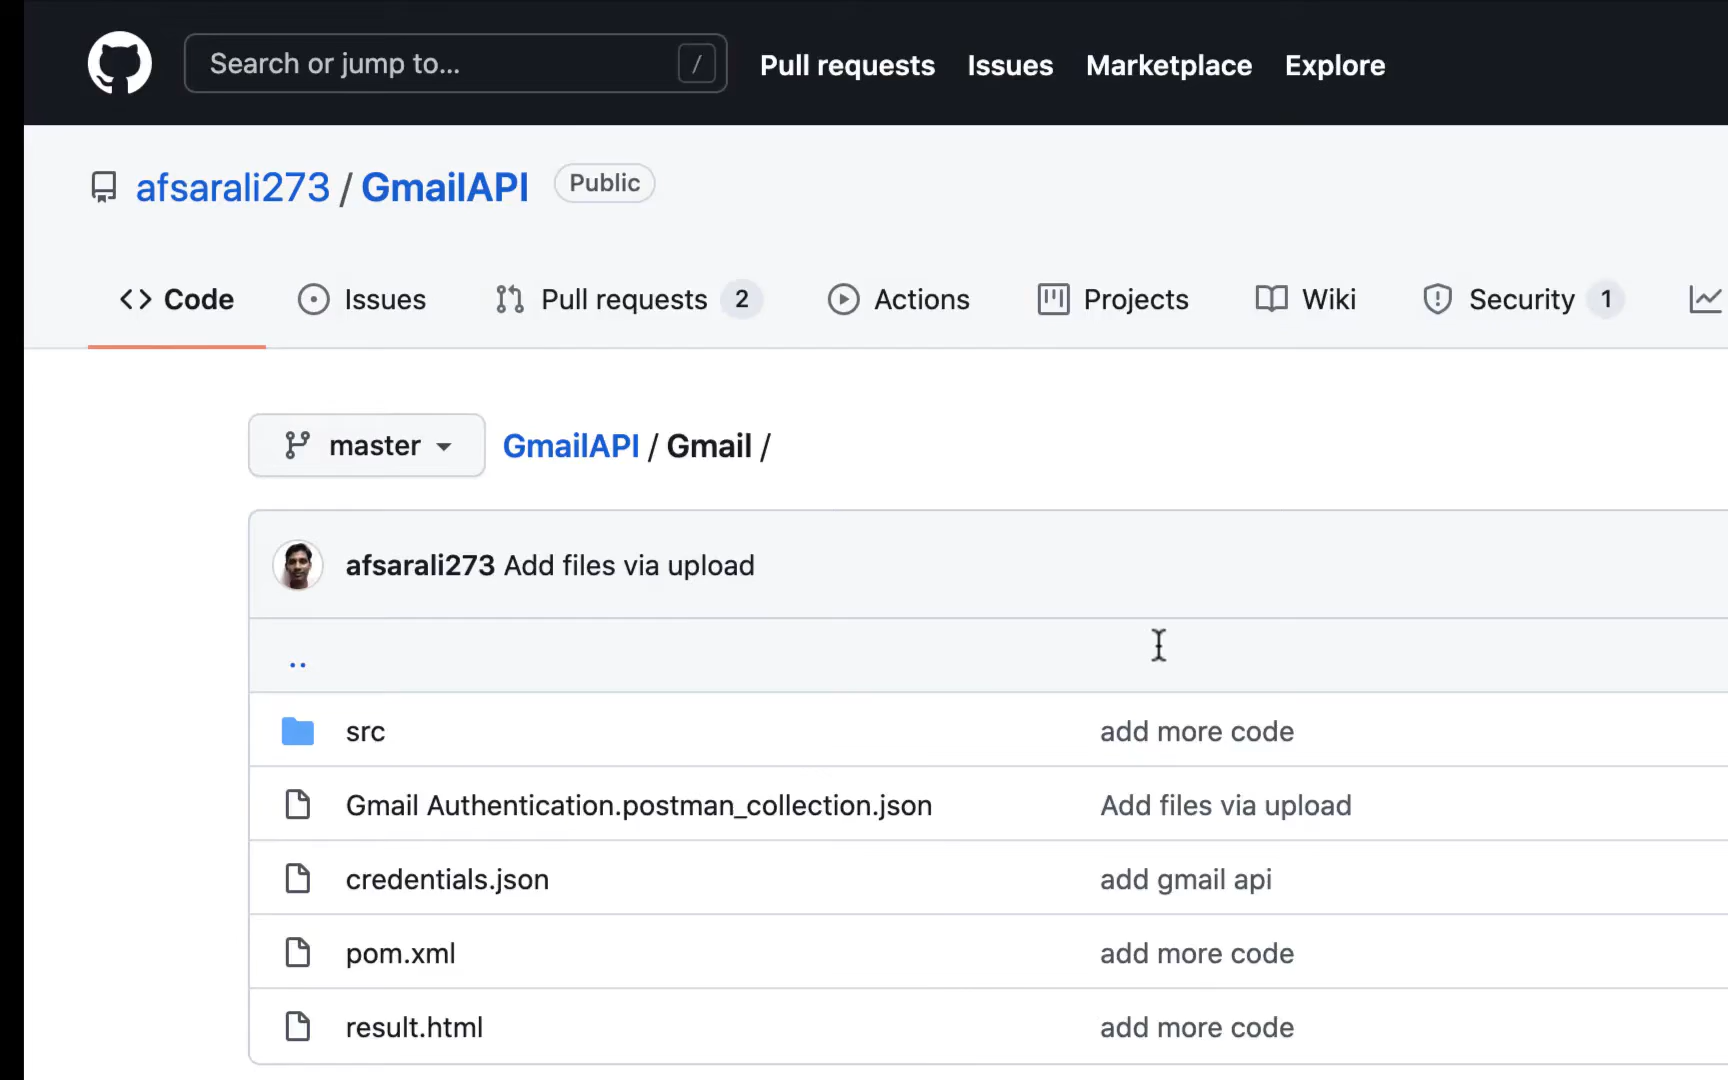 Search or jump to... /
Pull requests Issues Marketplace Explore
afsarali273 / GmailAPI Public
Code Issues Pull requests 2 Actions Projects Wiki Security 1
master GmailAPI / Gmail /
afsarali273 Add files via upload
..
src add more code
Gmail Authentication.postman_collection.json Add files via upload
credentials.json add gmail api
pom.xml add more code
result.html add more code